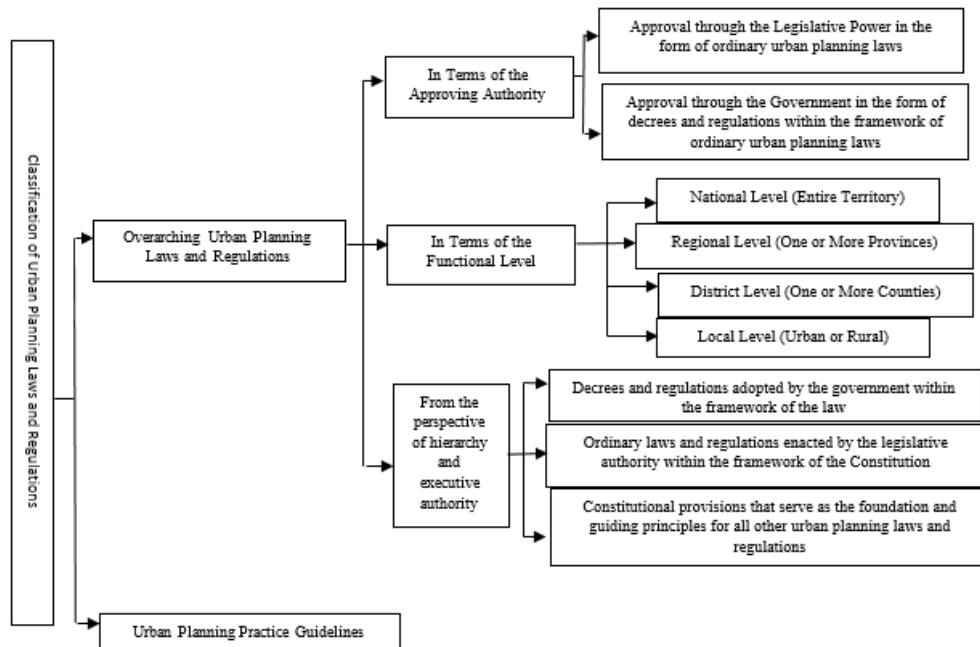 Classification of Urban Planning Laws and Regulations
Overarching Urban Planning
Laws and Regulations
In Terms of the
Approving Authority
Approval through the Legislative Power in the
form of ordinary urban planning laws
Approval through the Government in the form of
decrees and regulations within the framework of
ordinary urban planning laws
In Terms of the
Functional Level
National Level (Entire Territory)
Regional Level (One or More Provinces)
District Level (One or More Counties)
Local Level (Urban or Rural)
From the
perspective
of hierarchy
and
executive
authority
Decrees and regulations adopted by the government within
the framework of the law
Ordinary laws and regulations enacted by the legislative
authority within the framework of the Constitution
Constitutional provisions that serve as the foundation and
guiding principles for all other urban planning laws and
regulations
Urban Planning Practice Guidelines